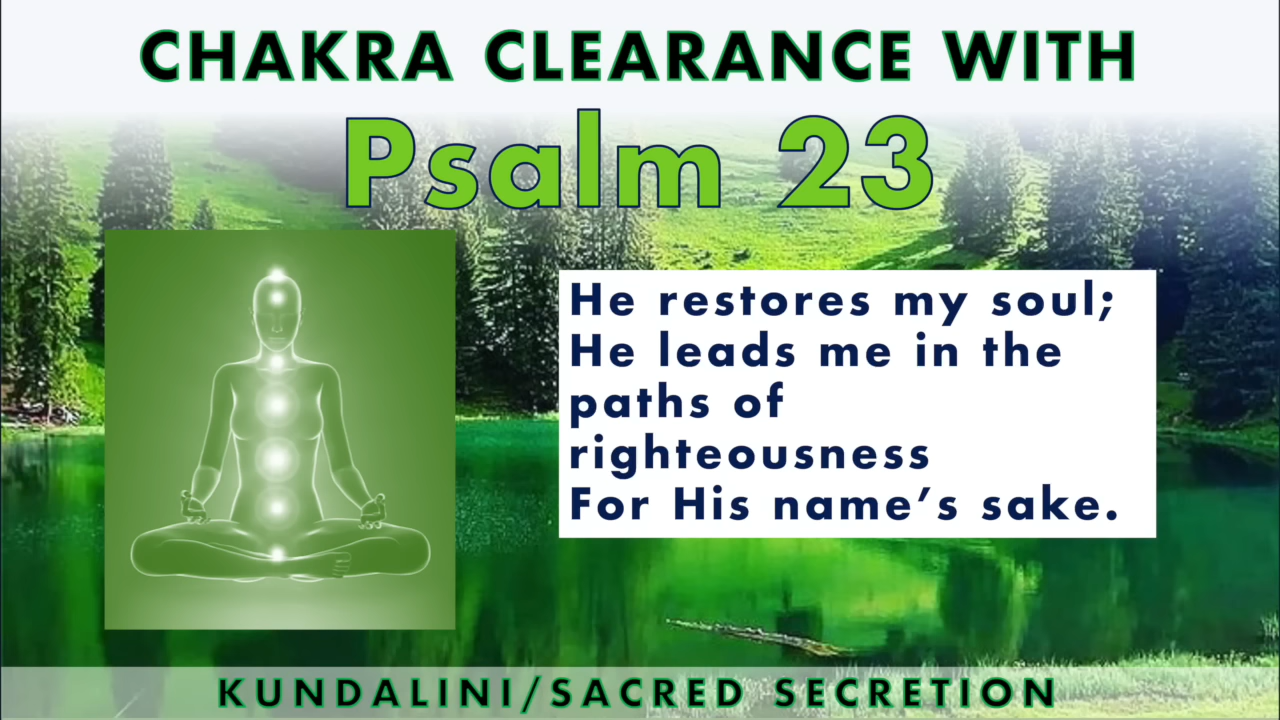 CHAKRA CLEARANCE WITH
Psalm 23
He restores my soul;
He leads me in the
paths of
righteousness
For His name’s sake.
KUNDALINI/SACRED SECRETION